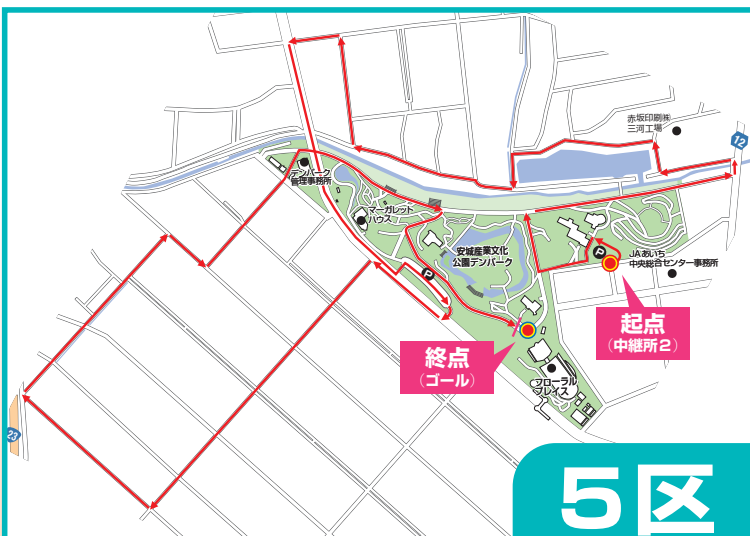 赤坂印刷㈱
三河工場
12
デンパーク
管理事務所
マーガレット
ハウス
安城産業文化
公園デンパーク
P
JAあいち
中央総合センター事務所
P
起点
（中継所2）
終点
（ゴール）
フローラル
プレイス
23
5区